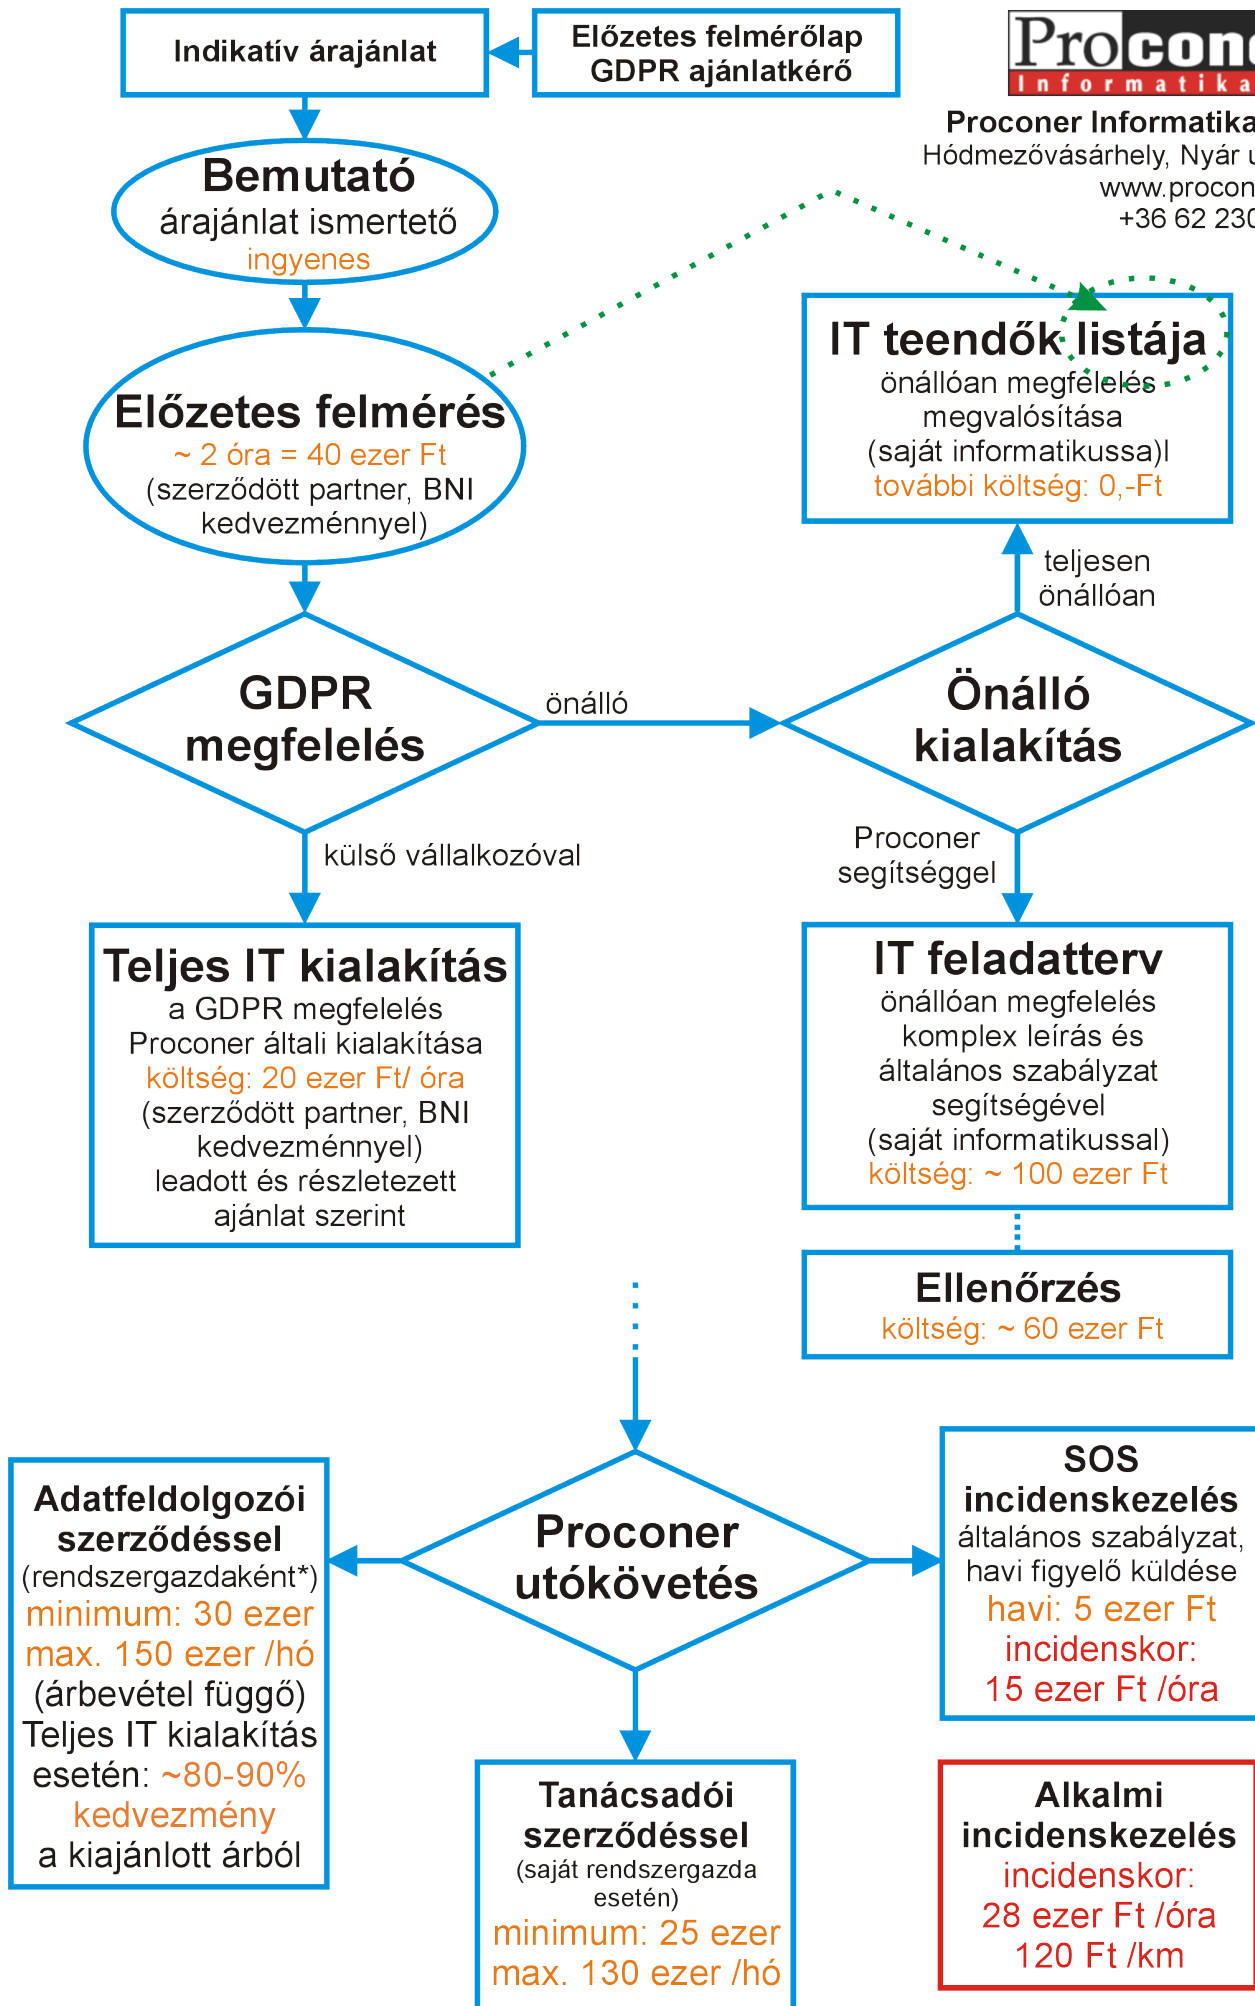 Indikatív árajánlat
Előzetes felmérőlap
GDPR ajánlatkérő
Informatika
Proconer Informatika
Hódmezővásárhely, Nyár
+36 62
Bemutató
árajánlat ismertető
ingyenes
Előzetes felmérés
~ 2 óra = 40 ezer Ft
(szerződött partner, BNI
kedvezménnyel)
IT teendők listája
önállóan megfelelés
megvalósítása
(saját informatikussa)l
további költség: 0,-Ft
teljesen
önállóan
GDPR
megfelelés
önálló
Önálló
kialakítás
külső vállalkozóval
Proconer
segítséggel
Teljes IT kialakítás
a GDPR megfelelés
Proconer általi kialakítása
költség: 20 ezer Ft/ óra
(szerződött partner, BNI
kedvezménnyel)
leadott és részletezett
ajánlat szerint
IT feladatterv
önállóan megfelelés
komplex leírás és
általános szabályzat
segítségével
(saját informatikussal)
költség: ~ 100 ezer Ft
Ellenőrzés
költség: ~ 60 ezer Ft
Proconer
utókövetés
Adatfeldolgozói
szerződéssel
(rendszergazdaként*)
minimum: 30 ezer
max. 150 ezer /hó
(árbevétel függő)
Teljes IT kialakítás
esetén: ~80-90%
kedvezmény
a kiajánlott árból
Tanácsadói
szerződéssel
(saját rendszergazda
esetén)
minimum: 25 ezer
max. 130 ezer /hó
SOS
incidenskezelés
általános szabályzat,
havi figyelő küldése
havi: 5 ezer Ft
incidenskor:
15 ezer Ft /óra
Alkalmi
incidenskezelés
incidenskor:
28 ezer Ft /óra
120 Ft /km